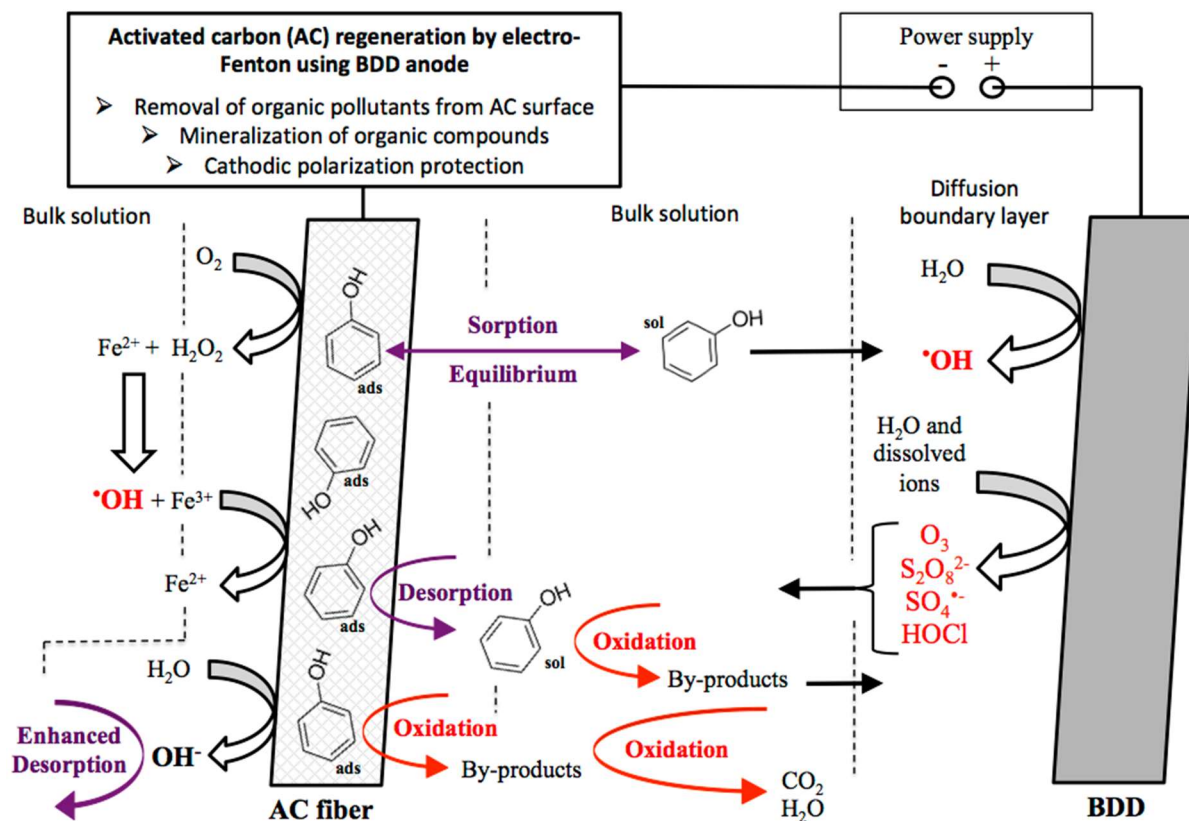 Activated carbon (AC) regeneration by electro-
Fenton using BDD anode
➤ Removal of organic pollutants from AC surface
➤ Mineralization of organic compounds
➤ Cathodic polarization protection
Power supply
- +
Bulk solution
Bulk solution
Diffusion
boundary layer
O₂
Fe²⁺ + H₂O₂
•OH + Fe³⁺
Fe²⁺
H₂O
OH⁻
Enhanced
Desorption
OH
ads
HO
ads
OH
ads
OH
ads
AC fiber
Sorption
Equilibrium
sol
OH
Desorption
OH
sol
Oxidation
By-products
Oxidation
By-products
Oxidation
CO₂
H₂O
H₂O
•OH
H₂O and
dissolved
ions
O₃
S₂O₈²⁻
SO₄•⁻
HOCl
BDD